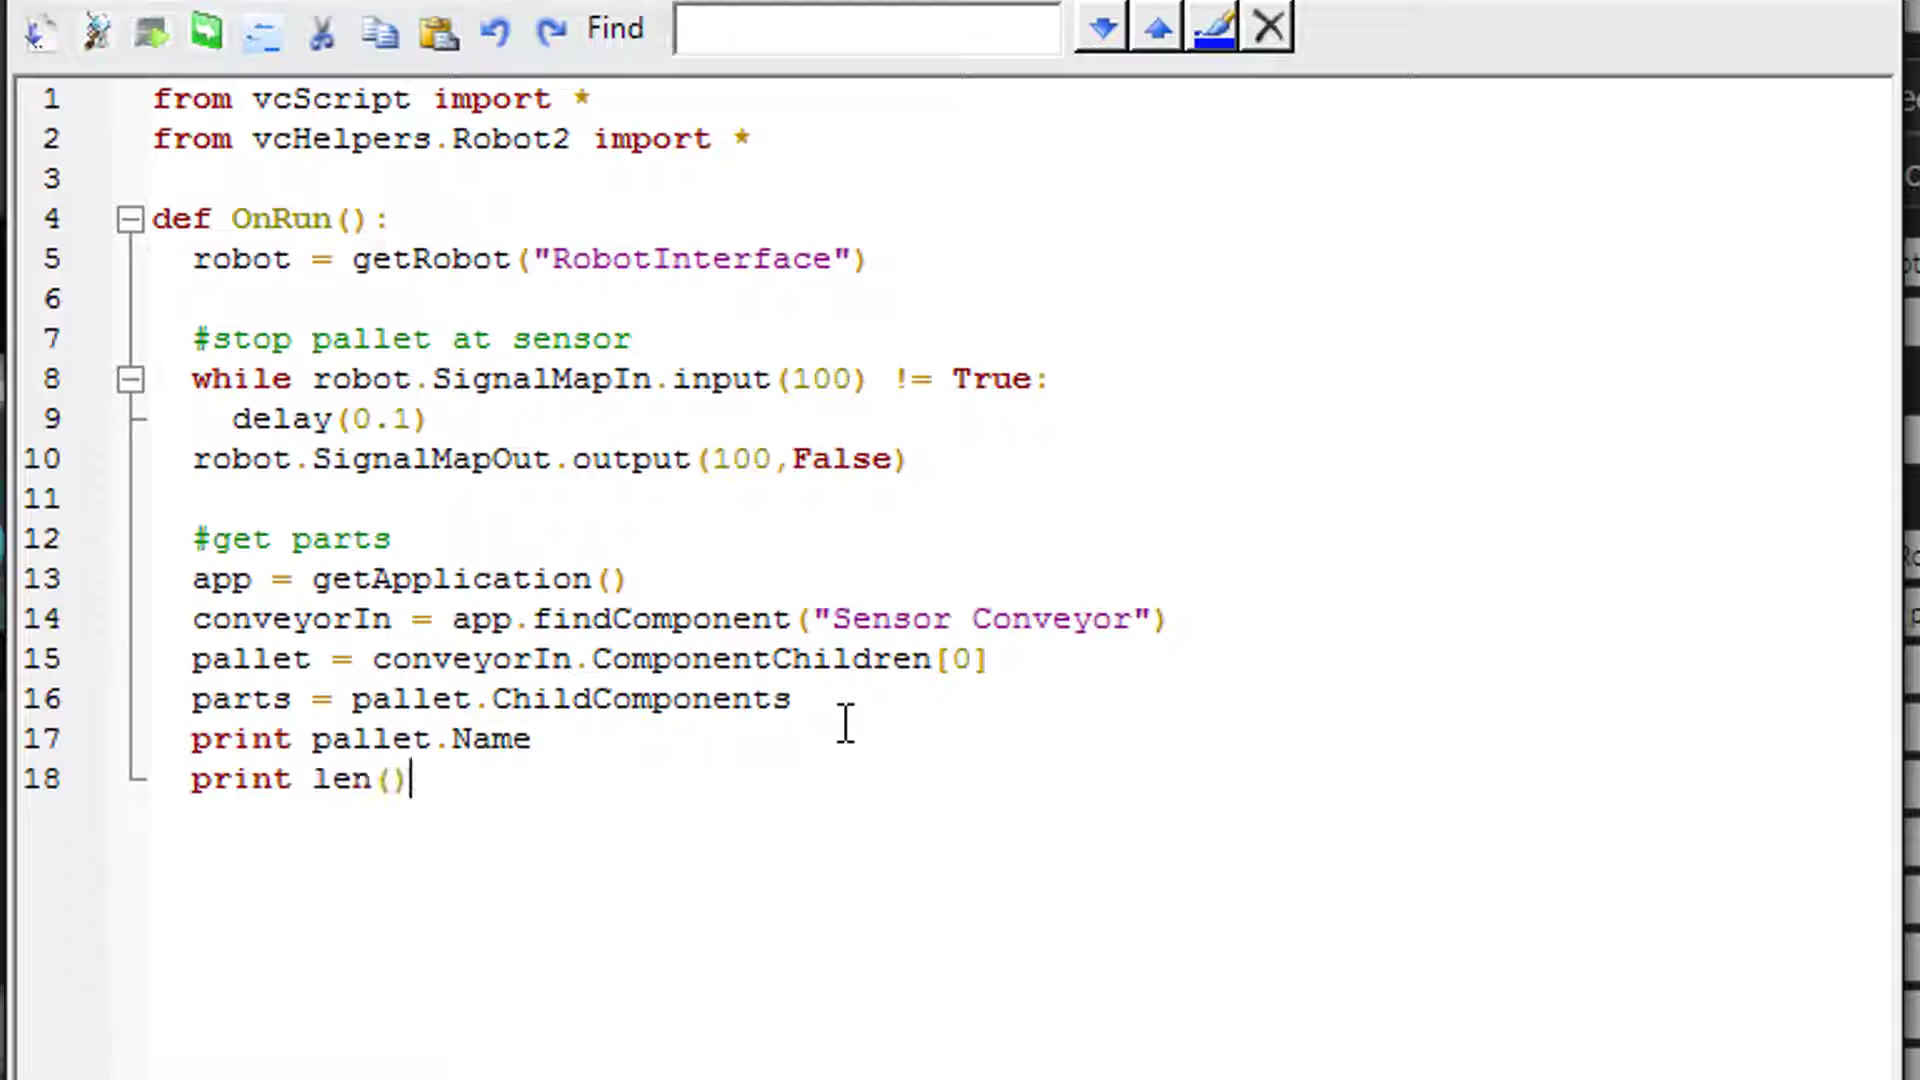 Find
1 from vcScript import *
2 from vcHelpers.Robot2 import *
3
4 def OnRun():
5 robot = getRobot("RobotInterface")
6
7 #stop pallet at sensor
8 while robot.SignalMapIn.input(100) != True:
9 delay(0.1)
10 robot.SignalMapOut.output(100,False)
11
12 #get parts
13 app = getApplication()
14 conveyorIn = app.findComponent("Sensor Conveyor")
15 pallet = conveyorIn.ComponentChildren[0]
16 parts = pallet.ChildComponents
17 print pallet.Name
18 print len()